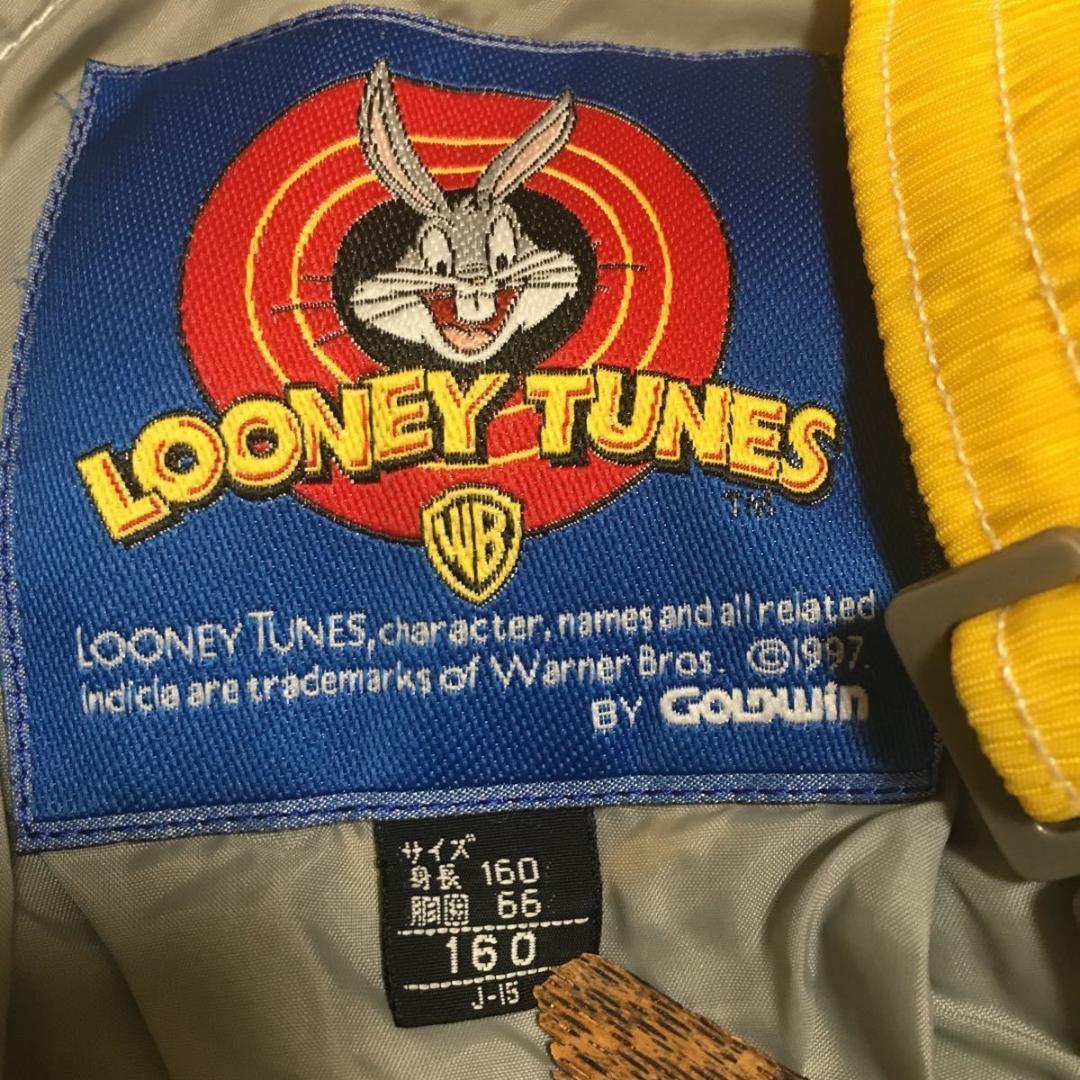 LOONEY TUNES
TM
WB
LOONEY TUNES, character, names and all related
indicia are trademarks of Warner Bros. ©1997.
BY GOLDWIN
サイズ
身長 160
胸囲 66
160
J-15